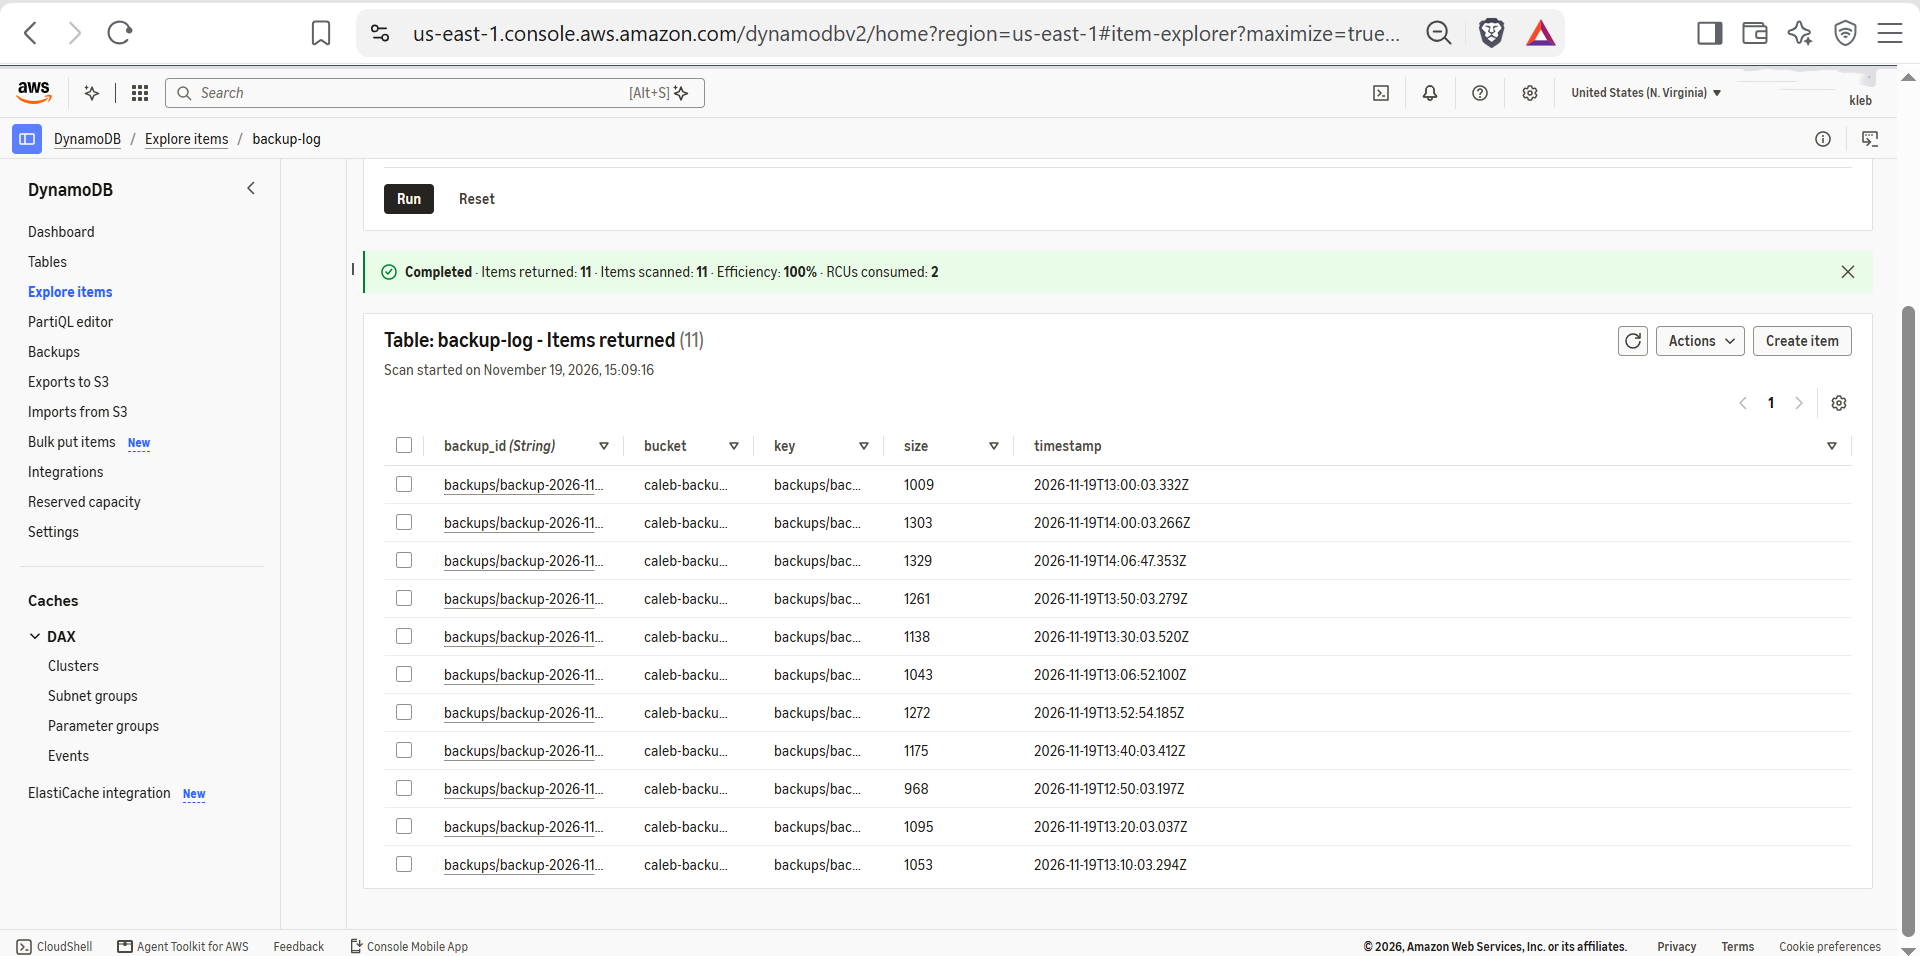 us-east-1.console.aws.amazon.com/dynamodbv2/home?region=us-east-1#item-explorer?maximize=true...
aws
Search [Alt+S]
United States (N. Virginia)
kleb
DynamoDB / Explore items / backup-log
DynamoDB
Dashboard
Tables
Explore items
PartiQL editor
Backups
Exports to S3
Imports from S3
Bulk put items New
Integrations
Reserved capacity
Settings
Caches
DAX
Clusters
Subnet groups
Parameter groups
Events
ElastiCache integration New
Run Reset
Completed · Items returned: 11 · Items scanned: 11 · Efficiency: 100% · RCUs consumed: 2
Table: backup-log - Items returned (11)
Actions Create item
Scan started on November 19, 2026, 15:09:16
1
backup_id (String) bucket key size timestamp
backups/backup-2026-11... caleb-backu... backups/bac... 1009 2026-11-19T13:00:03.332Z
backups/backup-2026-11... caleb-backu... backups/bac... 1303 2026-11-19T14:00:03.266Z
backups/backup-2026-11... caleb-backu... backups/bac... 1329 2026-11-19T14:06:47.353Z
backups/backup-2026-11... caleb-backu... backups/bac... 1261 2026-11-19T13:50:03.279Z
backups/backup-2026-11... caleb-backu... backups/bac... 1138 2026-11-19T13:30:03.520Z
backups/backup-2026-11... caleb-backu... backups/bac... 1043 2026-11-19T13:06:52.100Z
backups/backup-2026-11... caleb-backu... backups/bac... 1272 2026-11-19T13:52:54.185Z
backups/backup-2026-11... caleb-backu... backups/bac... 1175 2026-11-19T13:40:03.412Z
backups/backup-2026-11... caleb-backu... backups/bac... 968 2026-11-19T12:50:03.197Z
backups/backup-2026-11... caleb-backu... backups/bac... 1095 2026-11-19T13:20:03.037Z
backups/backup-2026-11... caleb-backu... backups/bac... 1053 2026-11-19T13:10:03.294Z
CloudShell Agent Toolkit for AWS Feedback Console Mobile App © 2026, Amazon Web Services, Inc. or its affiliates. Privacy Terms Cookie preferences